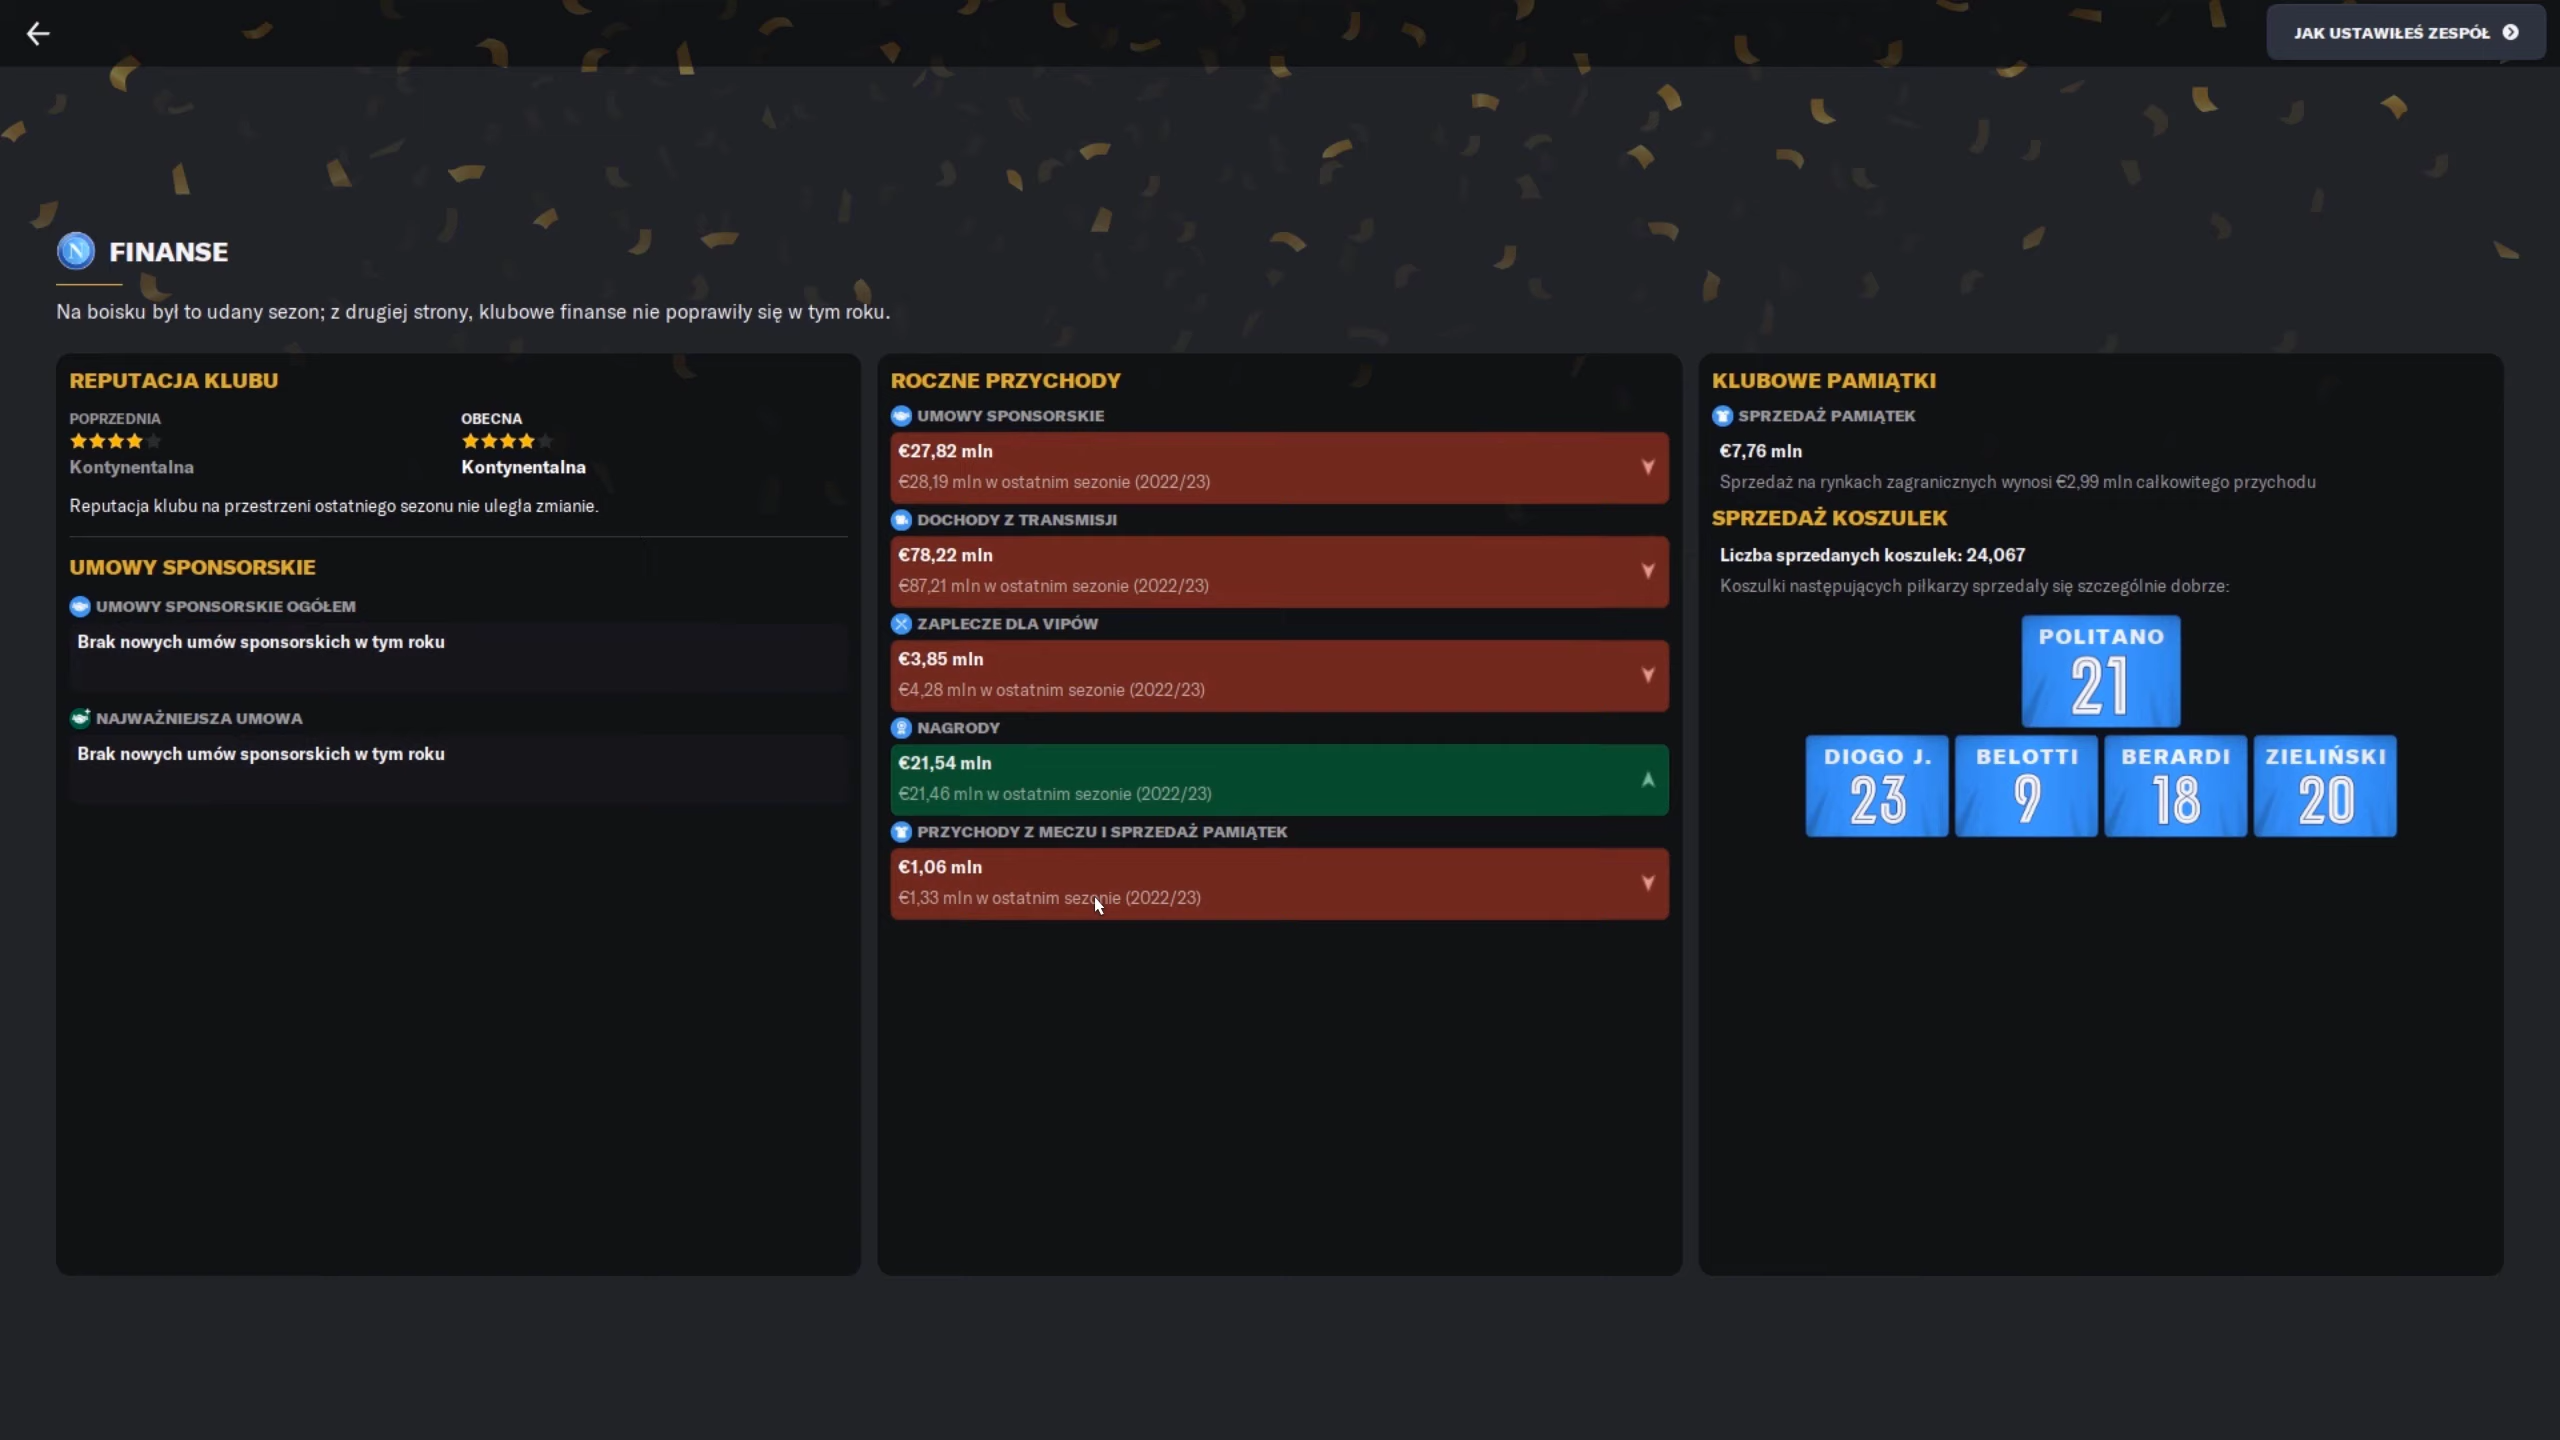 JAK USTAWIŁEŚ ZESPÓŁ
N FINANSE
Na boisku był to udany sezon; z drugiej strony, klubowe finanse nie poprawiły się w tym roku.
REPUTACJA KLUBU
POPRZEDNIA
OBECNA
Kontynentalna
Kontynentalna
Reputacja klubu na przestrzeni ostatniego sezonu nie uległa zmianie.
UMOWY SPONSORSKIE
UMOWY SPONSORSKIE OGÓŁEM
Brak nowych umów sponsorskich w tym roku
NAJWAŻNIEJSZA UMOWA
Brak nowych umów sponsorskich w tym roku
ROCZNE PRZYCHODY
UMOWY SPONSORSKIE
€27,82 mln
€28,19 mln w ostatnim sezonie (2022/23)
DOCHODY Z TRANSMISJI
€78,22 mln
€87,21 mln w ostatnim sezonie (2022/23)
ZAPLECZE DLA VIPÓW
€3,85 mln
€4,28 mln w ostatnim sezonie (2022/23)
NAGRODY
€21,54 mln
€21,46 mln w ostatnim sezonie (2022/23)
PRZYCHODY Z MECZU I SPRZEDAŻ PAMIĄTEK
€1,06 mln
€1,33 mln w ostatnim sezonie (2022/23)
KLUBOWE PAMIĄTKI
SPRZEDAŻ PAMIĄTEK
€7,76 mln
Sprzedaż na rynkach zagranicznych wynosi €2,99 mln całkowitego przychodu
SPRZEDAŻ KOSZULEK
Liczba sprzedanych koszulek: 24,067
Koszulki następujących piłkarzy sprzedały się szczególnie dobrze:
POLITANO
21
DIOGO J.
23
BELOTTI
9
BERARDI
18
ZIELIŃSKI
20